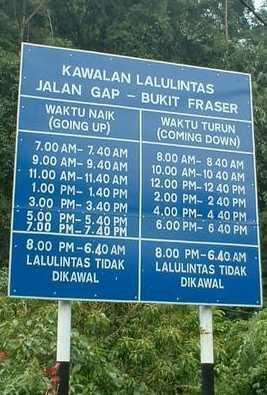 KAWALAN LALULINTAS
JALAN GAP – BUKIT FRASER
WAKTU NAIK
(GOING UP)
7.00 AM- 7.40 AM
9.00 AM- 9.40 AM
11.00 AM-11.40 AM
1.00 PM- 1.40 PM
3.00 PM- 3.40 PM
5.00 PM- 5.40 PM
7.00 PM- 7.40 PM
8.00 PM-6.40 AM
LALULINTAS TIDAK
DIKAWAL
WAKTU TURUN
(COMING DOWN)
8.00 AM- 8.40 AM
10.00 AM-10.40 AM
12.00 PM-12.40 PM
2.00 PM- 2.40 PM
4.00 PM- 4.40 PM
6.00 PM- 6.40 PM
8.00 PM-6.40 AM
LALULINTAS TIDAK
DIKAWAL